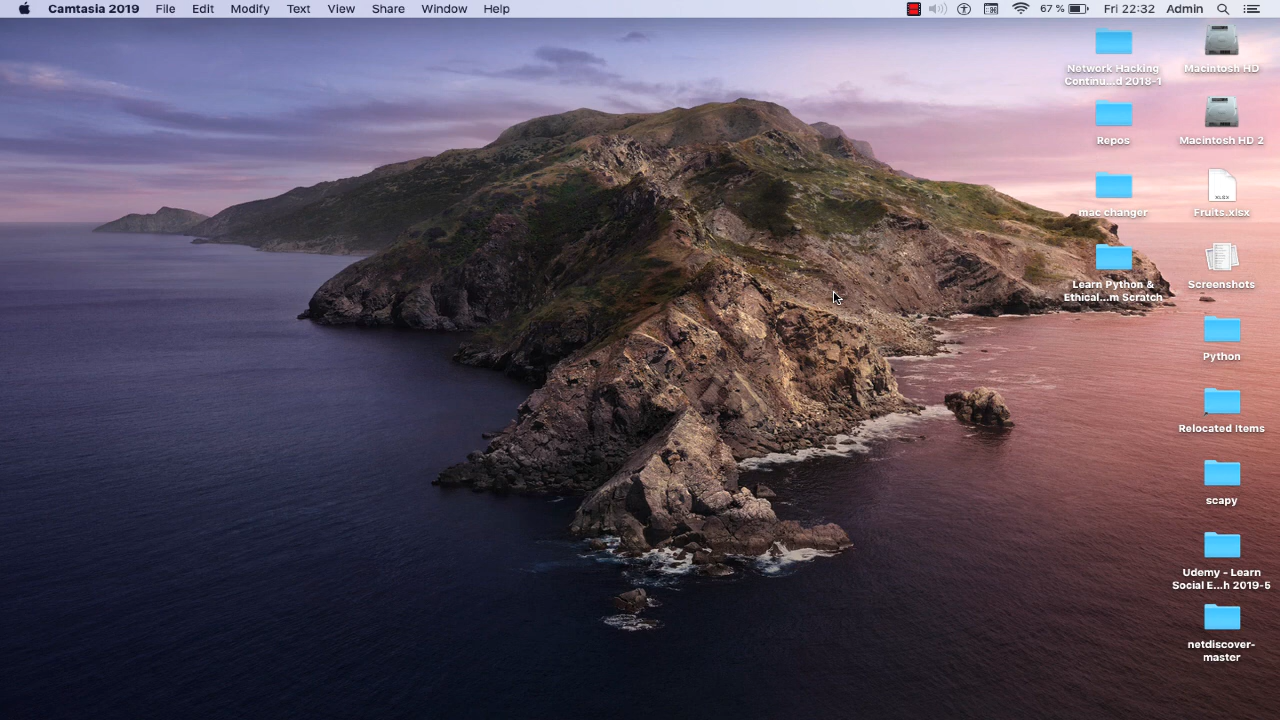 Camtasia 2019 File Edit Modify Text View Share Window Help 67 % Fri 22:32 Admin
Network Hacking
Continu...d 2018-1
Macintosh HD
Repos
Macintosh HD 2
mac changer
XLSX
Fruits.xlsx
Learn Python &
Ethical...m Scratch
Screenshots
Python
Relocated Items
scapy
Udemy - Learn
Social E...h 2019-5
netdiscover-
master